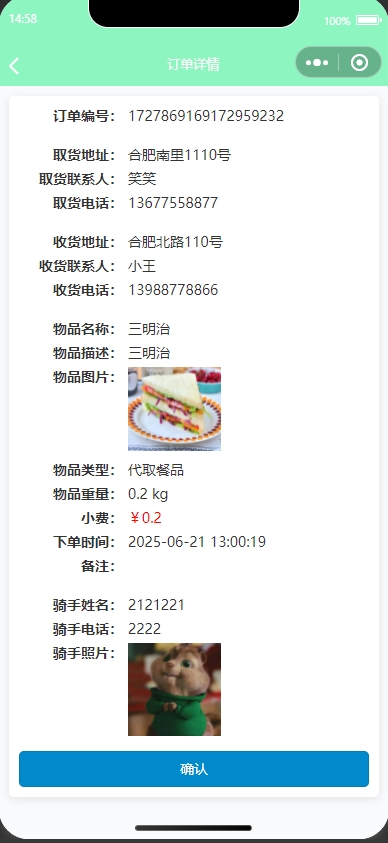 14:58
100%
订单详情
订单编号： 1727869169172959232
取货地址： 合肥南里1110号
取货联系人： 笑笑
取货电话： 13677558877
收货地址： 合肥北路110号
收货联系人： 小王
收货电话： 13988778866
物品名称： 三明治
物品描述： 三明治
物品图片：
物品类型： 代取餐品
物品重量： 0.2 kg
小费： ￥0.2
下单时间： 2025-06-21 13:00:19
备注：
骑手姓名： 2121221
骑手电话： 2222
骑手照片：
确认